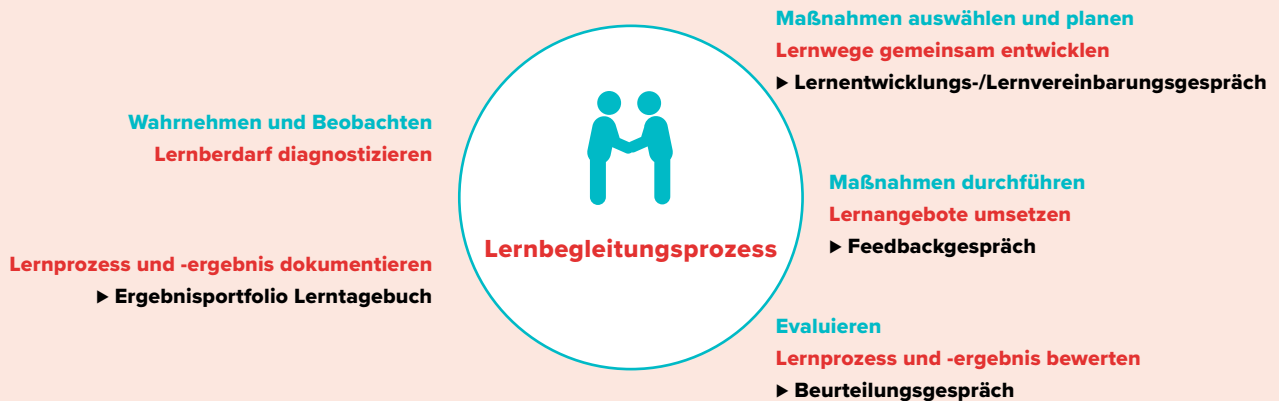 Wahrnehmen und Beobachten
Lernberdarf diagnostizieren
Lernprozess und -ergebnis dokumentieren
▶ Ergebnisportfolio Lerntagebuch
Lernbegleitungsprozess
Maßnahmen auswählen und planen
Lernwege gemeinsam entwicklen
▶ Lernentwicklungs-/Lernvereinbarungsgespräch
Maßnahmen durchführen
Lernangebote umsetzen
▶ Feedbackgespräch
Evaluieren
Lernprozess und -ergebnis bewerten
▶ Beurteilungsgespräch